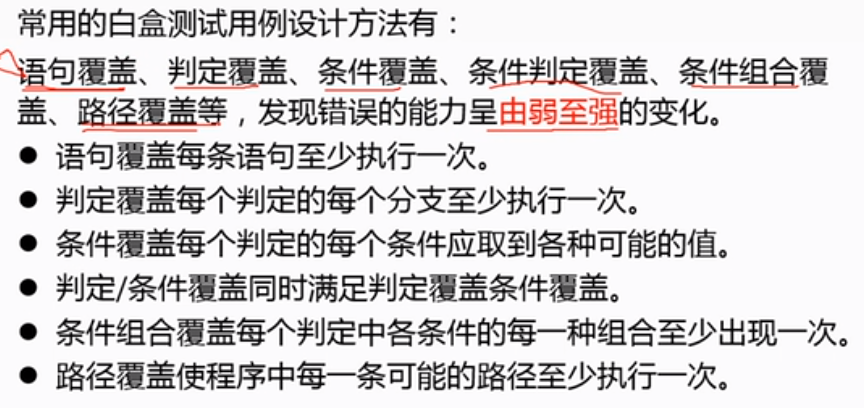 常用的白盒测试用例设计方法有：
语句覆盖、判定覆盖、条件覆盖、条件判定覆盖、条件组合覆
盖、路径覆盖等，发现错误的能力呈由弱至强的变化。
● 语句覆盖每条语句至少执行一次。
● 判定覆盖每个判定的每个分支至少执行一次。
● 条件覆盖每个判定的每个条件应取到各种可能的值。
● 判定/条件覆盖同时满足判定覆盖条件覆盖。
● 条件组合覆盖每个判定中各条件的每一种组合至少出现一次。
● 路径覆盖使程序中每一条可能的路径至少执行一次。